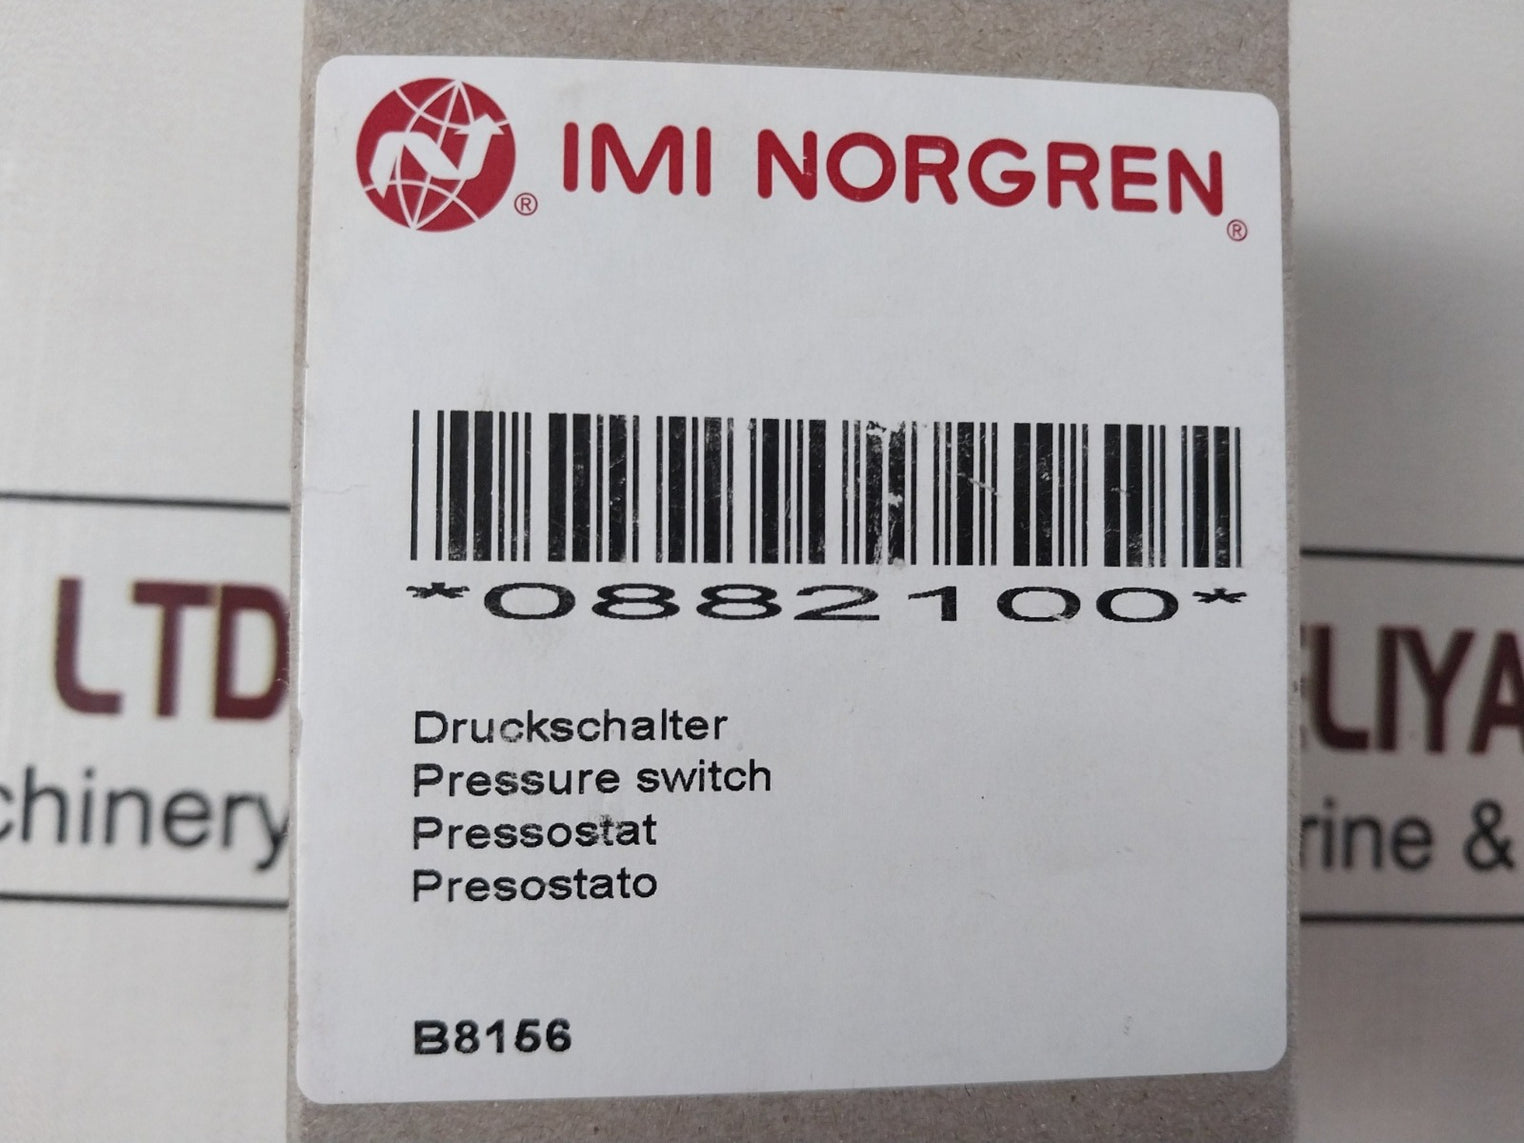 IMI NORGREN
*0882100*
Druckschalter
Pressure switch
Pressostat
Presostato
B8156
LTD
chinery
LIYA
rine &